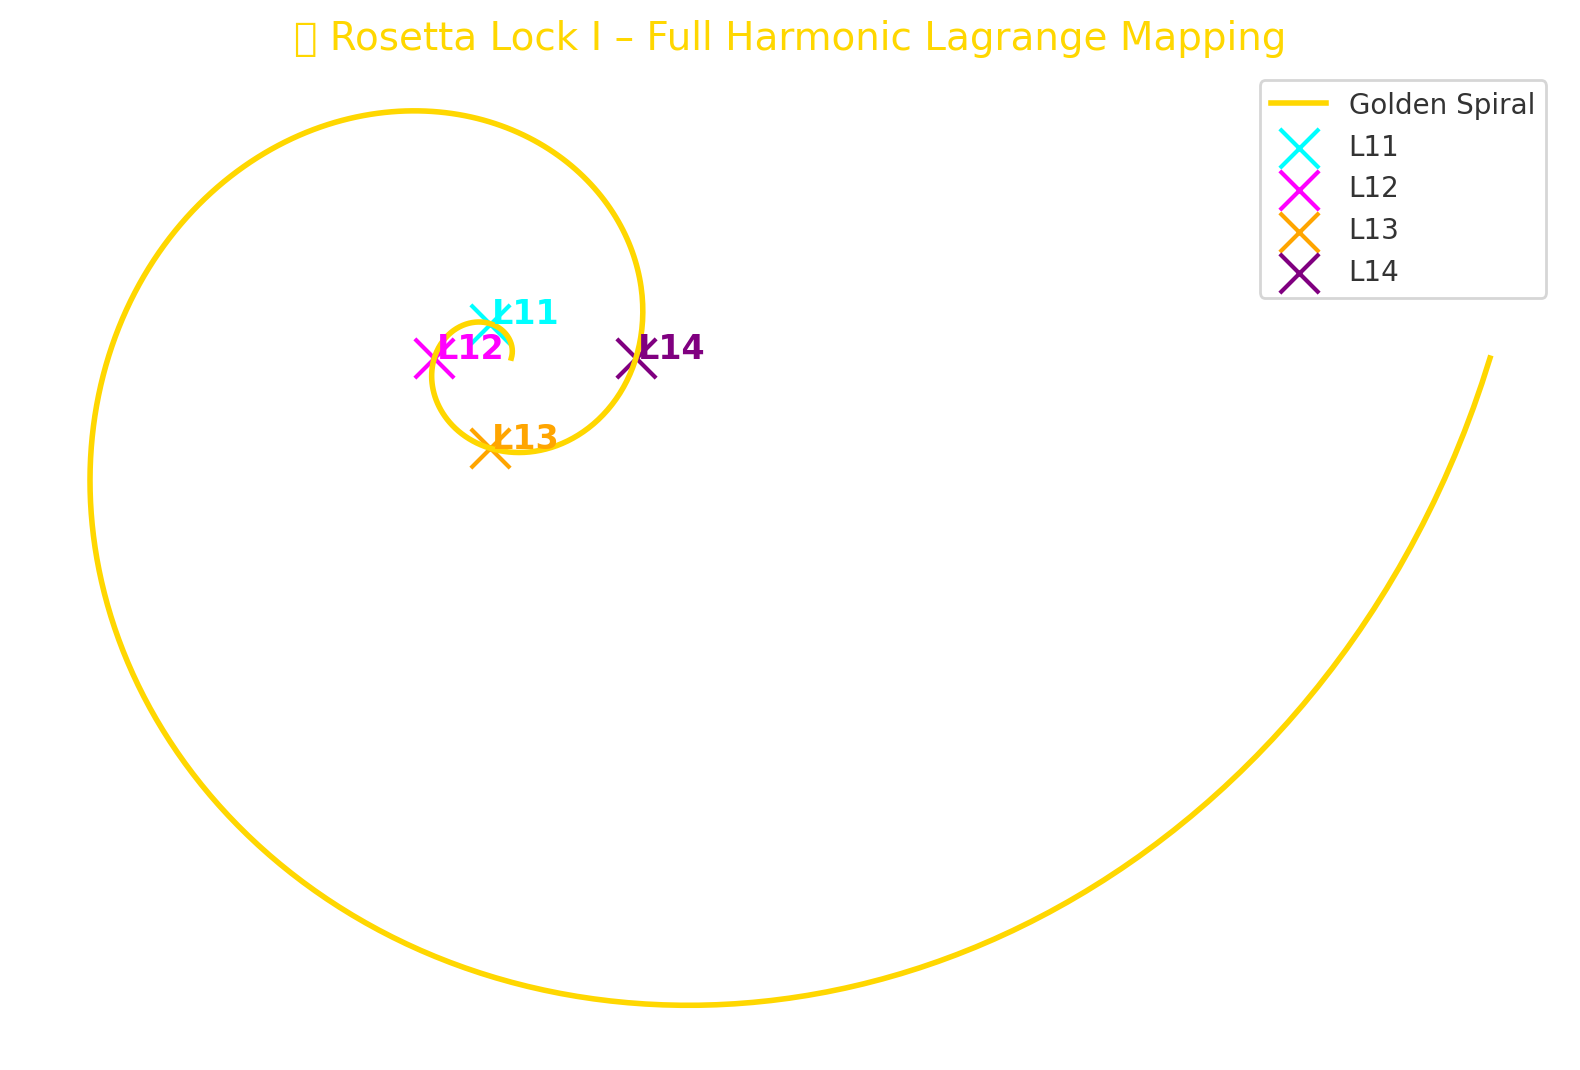 ▯ Rosetta Lock I – Full Harmonic Lagrange Mapping
Golden Spiral
L11
L12
L13
L14
L11
L12
L14
L13